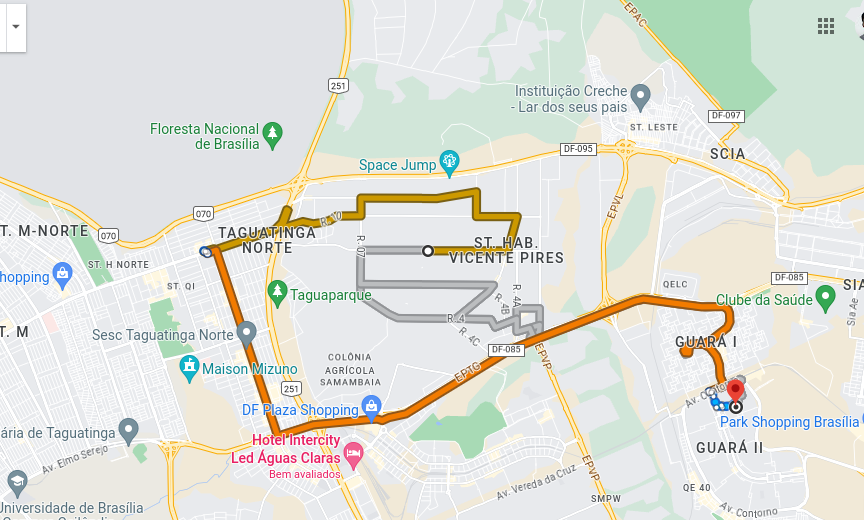 EPAC
251
Instituição Creche
- Lar dos seus pais
DF-097
Floresta Nacional
de Brasília
ST. LESTE
DF-095
SCIA
Space Jump
EPVL
070
R. 10
070
T. M-NORTE
TAGUATINGA
NORTE
R. 07
ST. HAB.
VICENTE PIRES
ST. H NORTE
hopping
ST. QI
QELC
DF-085
SIA
Taguaparque
R. 4B
R. 4A
Clube da Saúde
Sia Ae
T. M
Sesc Taguatinga Norte
R. 4
R. 4C
GUARÁ I
DF-085
EPVP
COLÔNIA
AGRÍCOLA
SAMAMBAIA
Maison Mizuno
EPTG
251
Av. Contorno
DF Plaza Shopping
Park Shopping Brasília
ária de Taguatinga
Hotel Intercity
Led Águas Claras
Bem avaliados
GUARÁ II
Av. Elmo Serejo
EPVP
Av. Vereda da Cruz
QE 40
SMPW
Av. Contorno
Universidade de Brasília